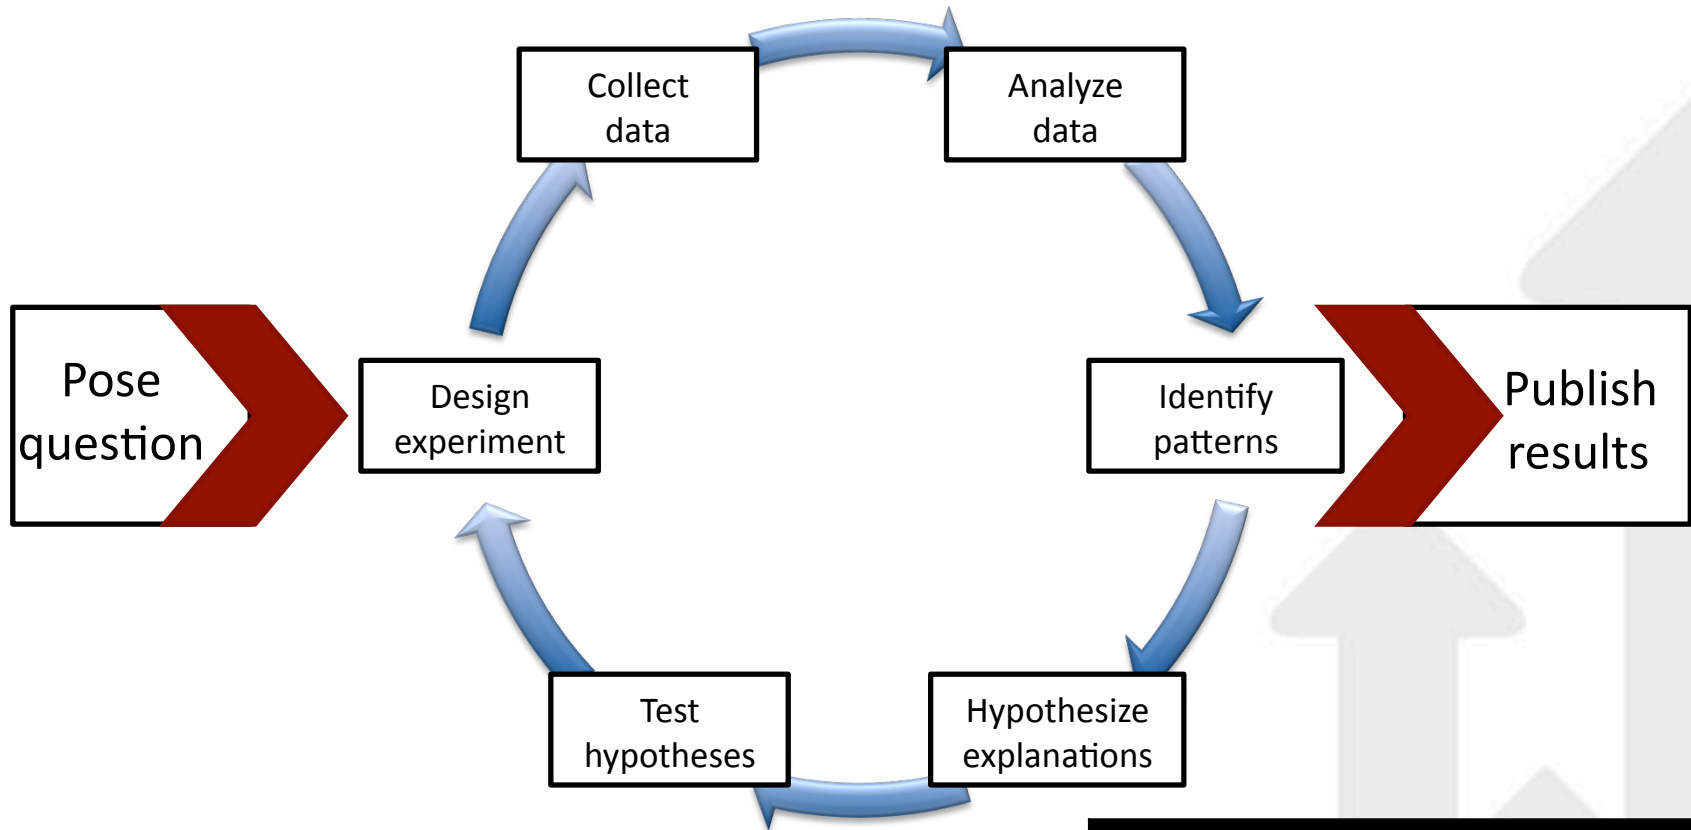 Collect
data
Analyze
data
Pose
question
Design
experiment
Identify
patterns
Publish
results
Test
hypotheses
Hypothesize
explanations